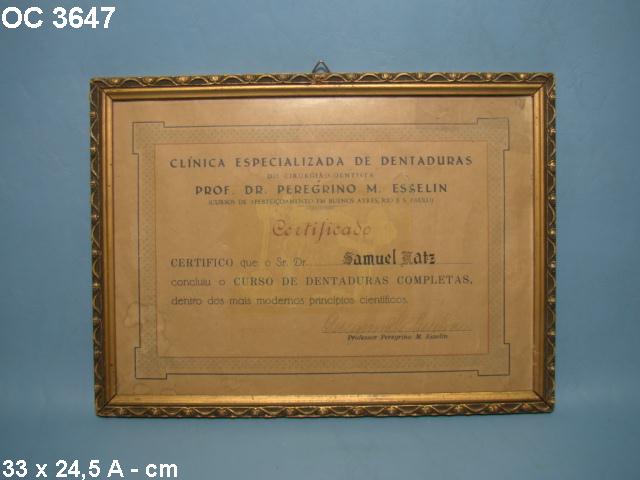 OC 3647
CLÍNICA ESPECIALIZADA DE DENTADURAS
DO CIRURGIÃO-DENTISTA
PROF. DR. PEREGRINO M. ESSELIN
(CURSOS DE APERFEIÇOAMENTO EM BUENOS AYRES, RIO E S. PAULO)
Certificado
CERTIFICO que o Sr. Dr. Samuel Katz
concluiu o CURSO DE DENTADURAS COMPLETAS,
dentro dos mais modernos princípios científicos.
Professor Peregrino M. Esselin
33 x 24,5 A - cm